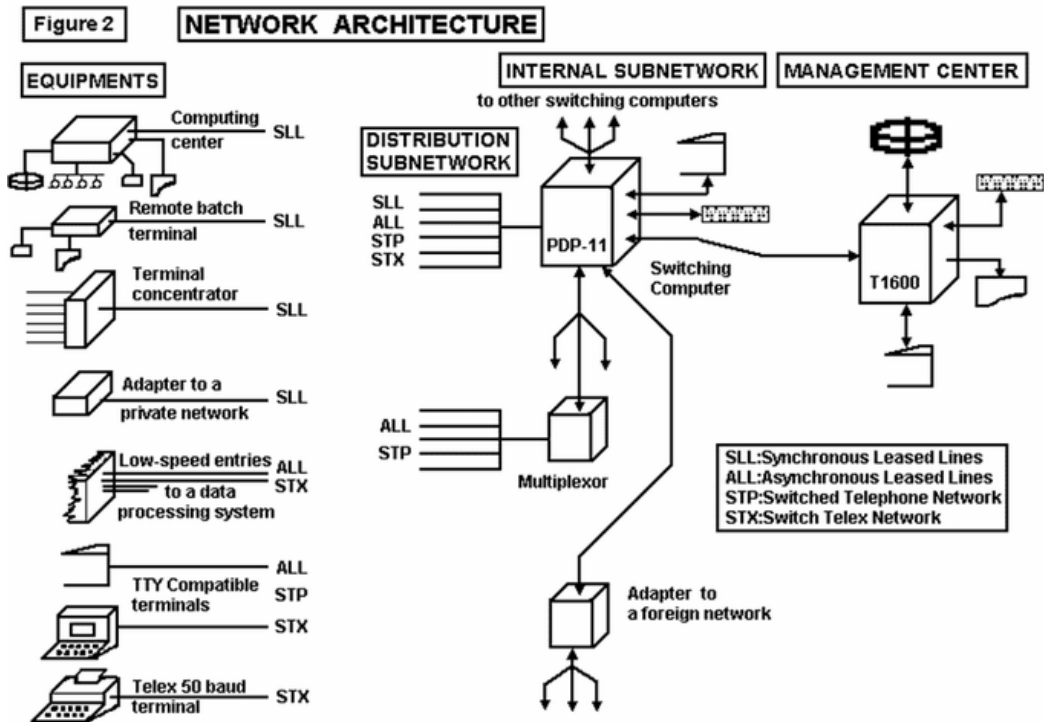 Figure 2
NETWORK ARCHITECTURE
EQUIPMENTS
Computing
center
SLL
Remote batch
terminal
SLL
Terminal
concentrator
SLL
Adapter to a
private network
SLL
Low-speed entries
to a data
processing system
ALL
STX
TTY Compatible
terminals
ALL
STP
STX
Telex 50 baud
terminal
STX
DISTRIBUTION
SUBNETWORK
SLL
ALL
STP
STX
ALL
STP
INTERNAL SUBNETWORK
to other switching computers
PDP-11
Switching
Computer
Multiplexor
Adapter to
a foreign network
MANAGEMENT CENTER
T1600
SLL:Synchronous Leased Lines
ALL:Asynchronous Leased Lines
STP:Switched Telephone Network
STX:Switch Telex Network